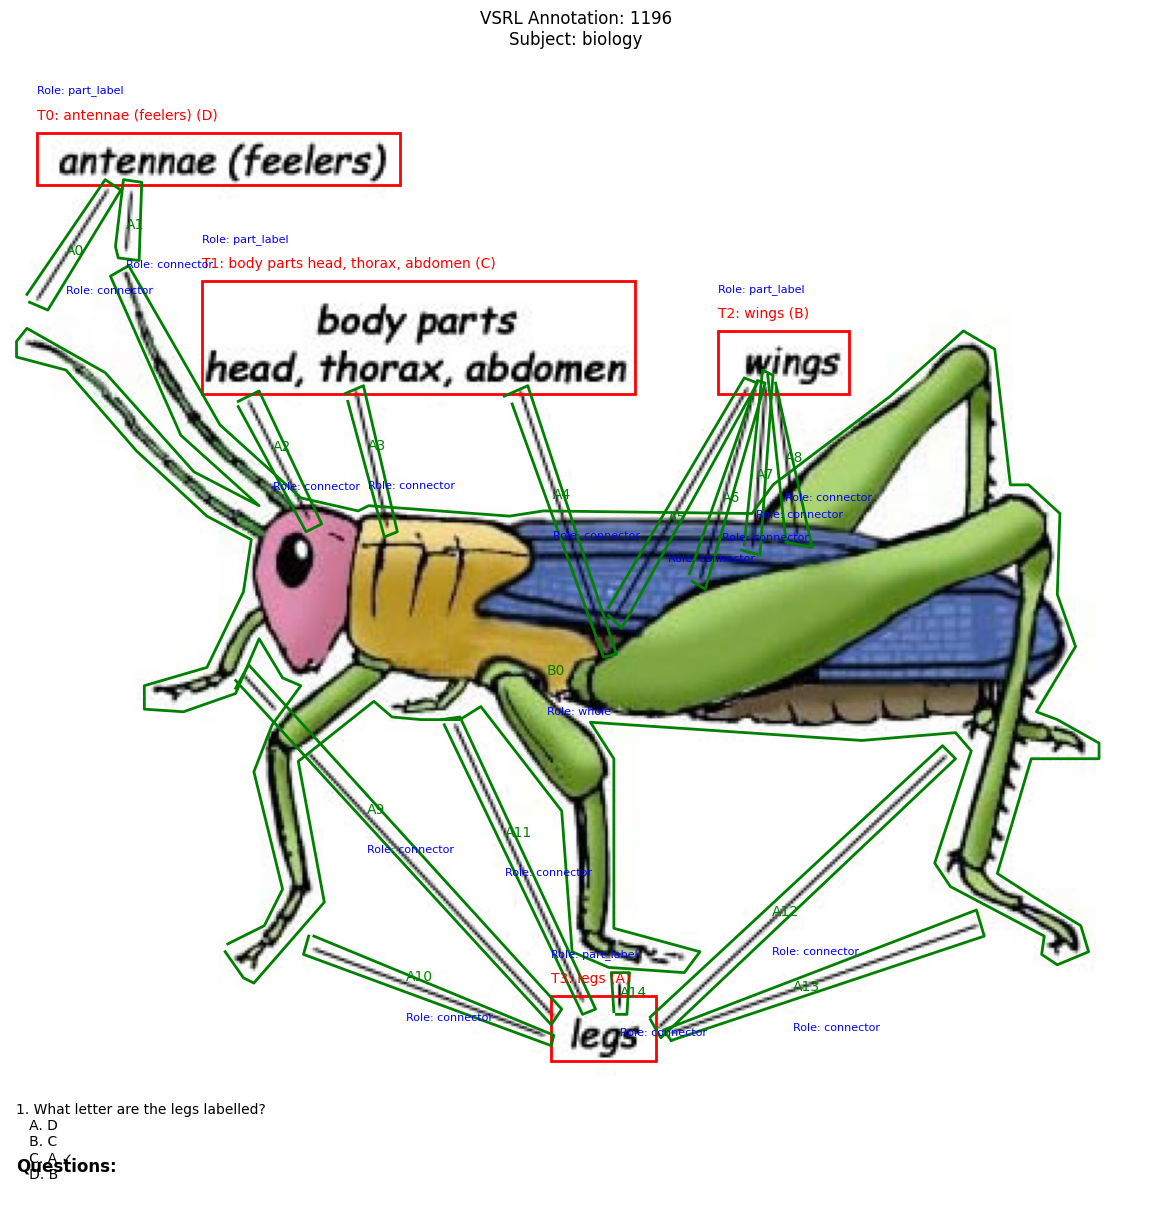 VSRL Annotation: 1196
Subject: biology
Role: part_label
T0: antennae (feelers) (D)
antennae (feelers)
A0
A1
Role: connector
Role: connector
Role: part_label
T1: body parts head, thorax, abdomen (C)
body parts
head, thorax, abdomen
Role: part_label
T2: wings (B)
wings
A2
Role: connector
A3
Role: connector
A4
Role: connector
A5
Role: connector
A6
Role: connector
A7
Role: connector
A8
Role: connector
B0
Role: whole
A9
Role: connector
A11
Role: connector
A12
Role: connector
A10
Role: connector
A13
Role: connector
Role: part_label
T3: legs (A)
A14
Role: connector
legs
1. What letter are the legs labelled?
A. D
B. C
C. A ✓
D. B
Questions: